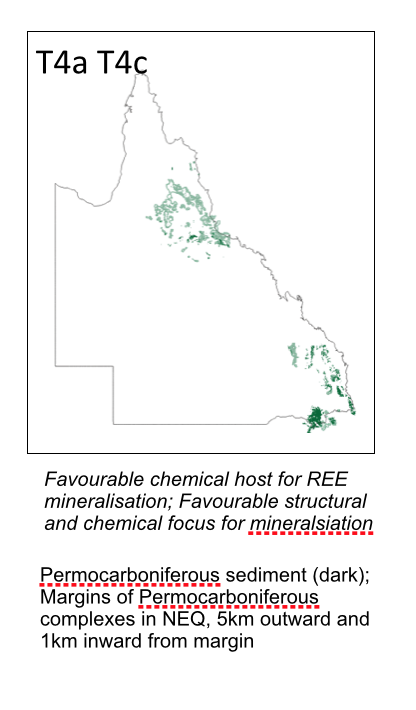 T4a T4c
Favourable chemical host for REE
mineralisation; Favourable structural
and chemical focus for mineralsiation
Permocarboniferous sediment (dark);
Margins of Permocarboniferous
complexes in NEQ, 5km outward and
1km inward from margin